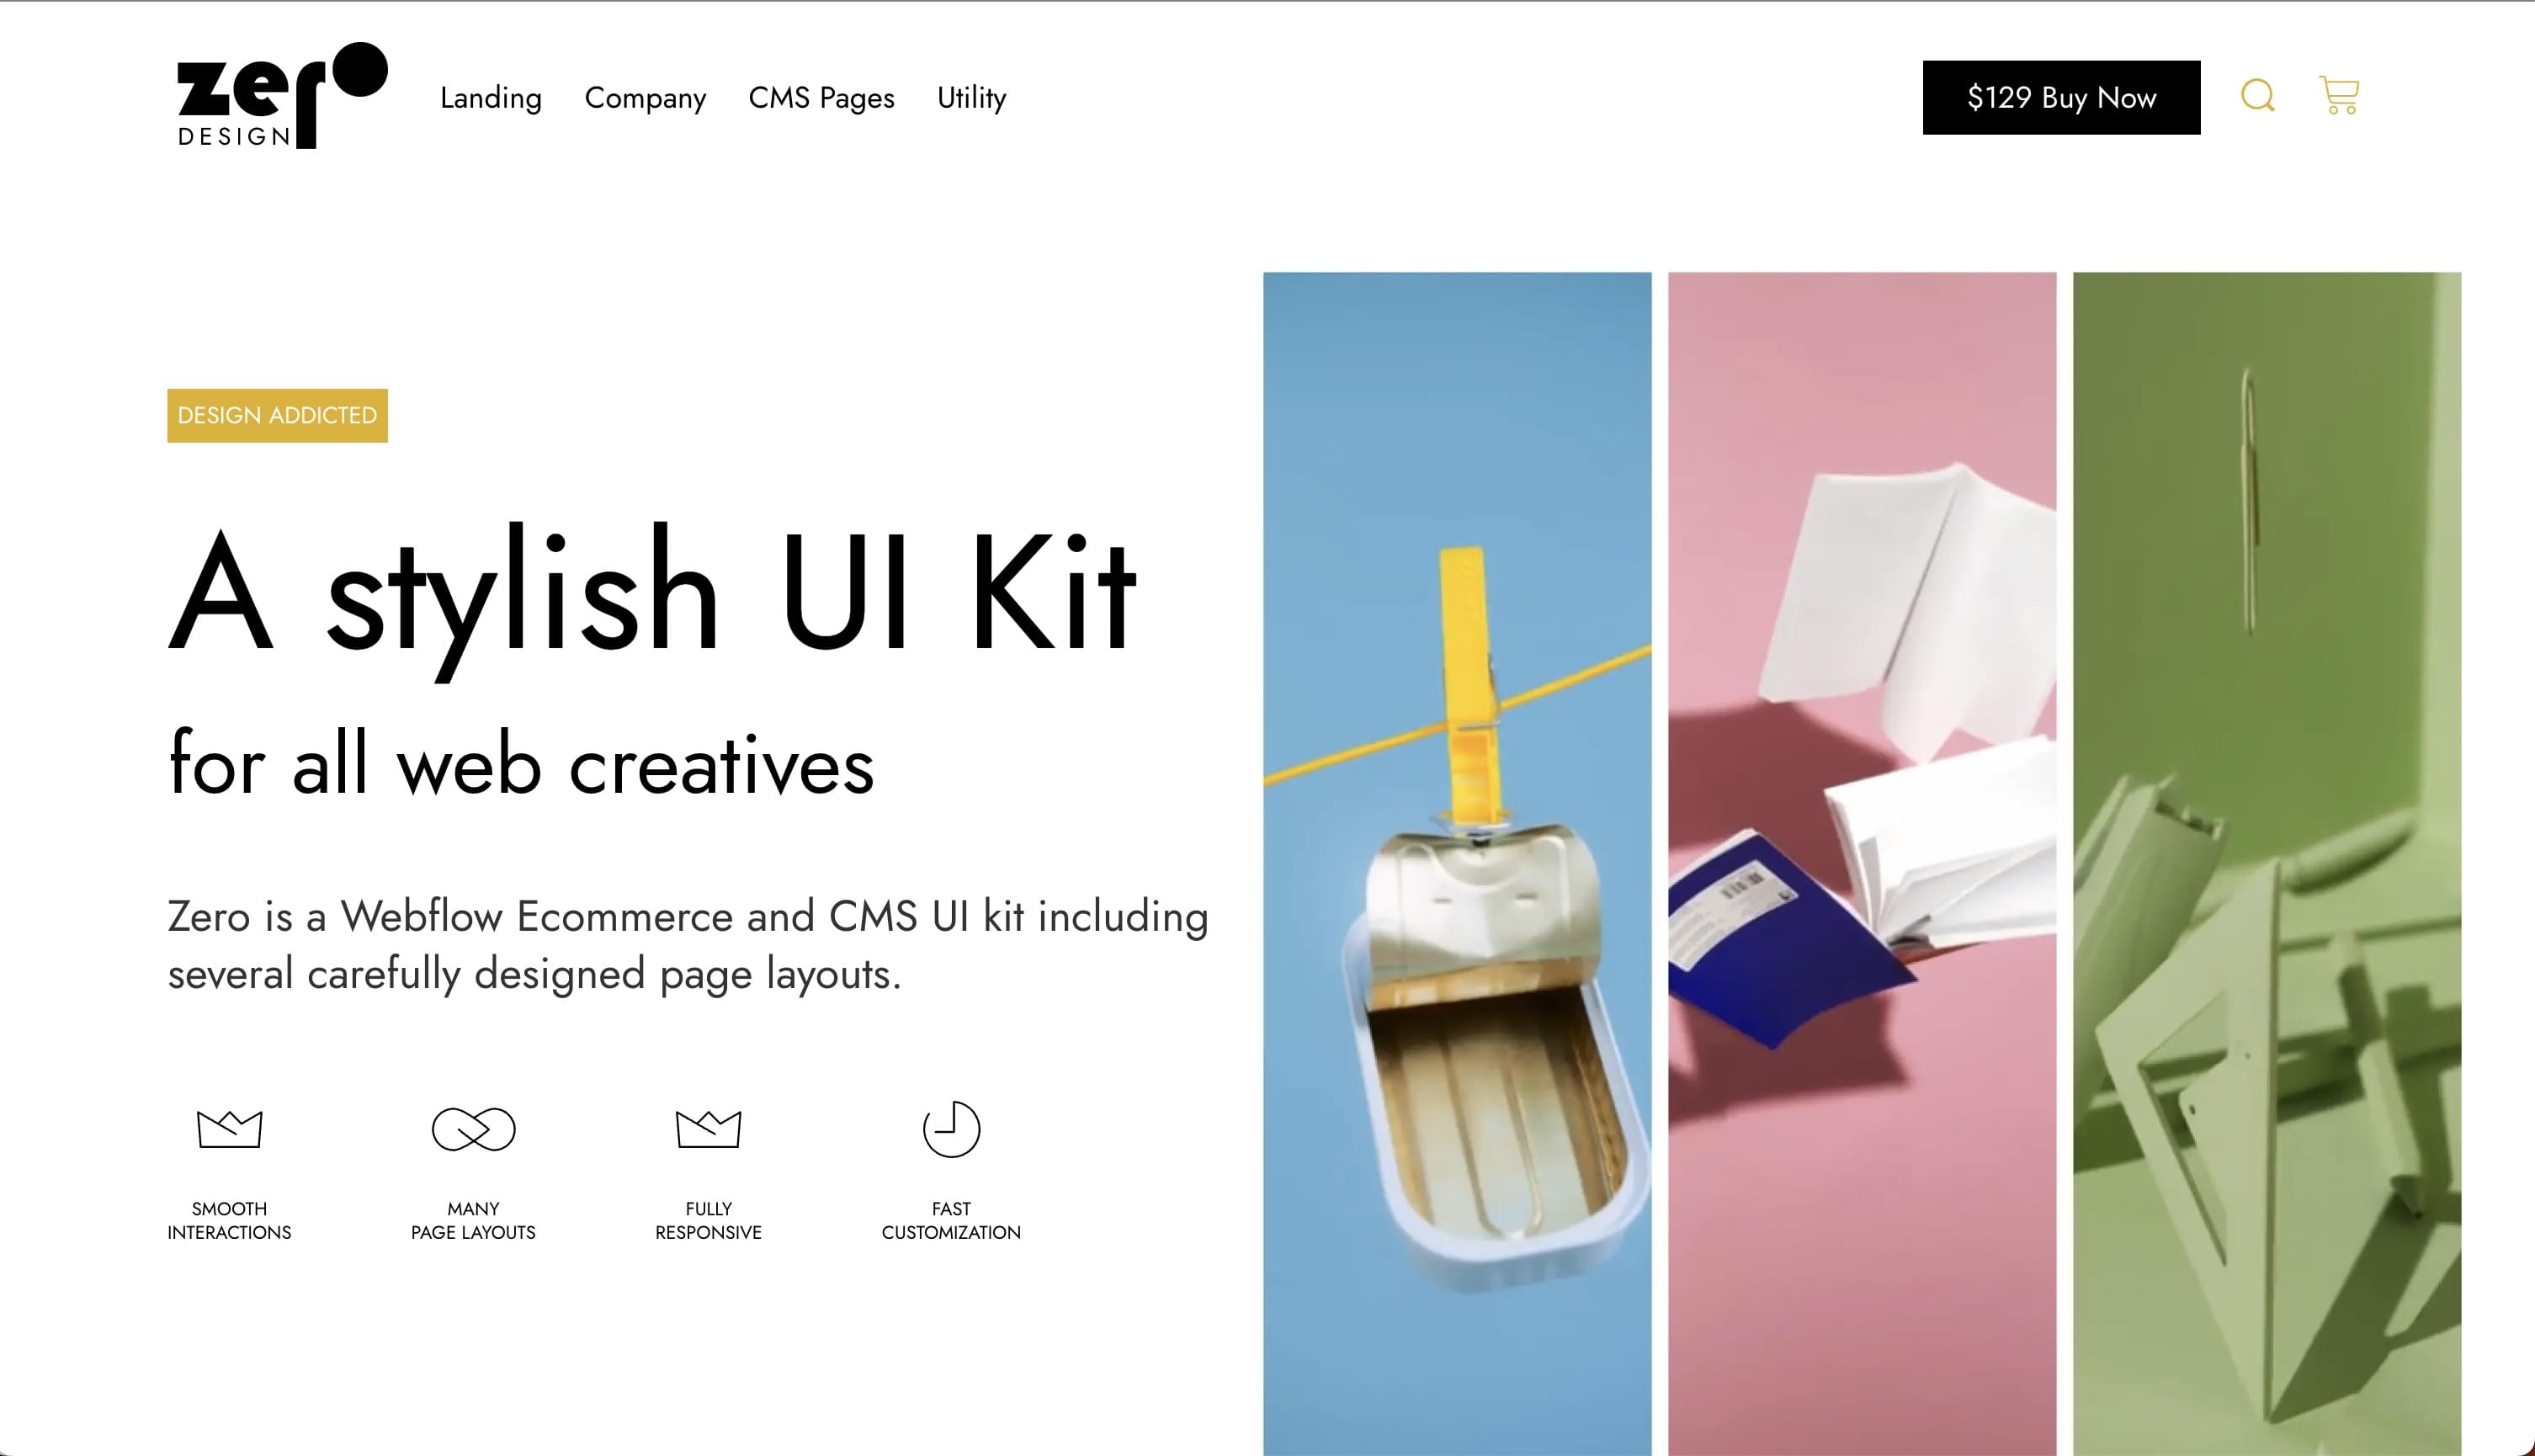 zero
DESIGN
Landing
Company
CMS Pages
Utility
$129 Buy Now
DESIGN ADDICTED
A stylish UI Kit
for all web creatives
Zero is a Webflow Ecommerce and CMS UI kit including
several carefully designed page layouts.
SMOOTH
INTERACTIONS
MANY
PAGE LAYOUTS
FULLY
RESPONSIVE
FAST
CUSTOMIZATION